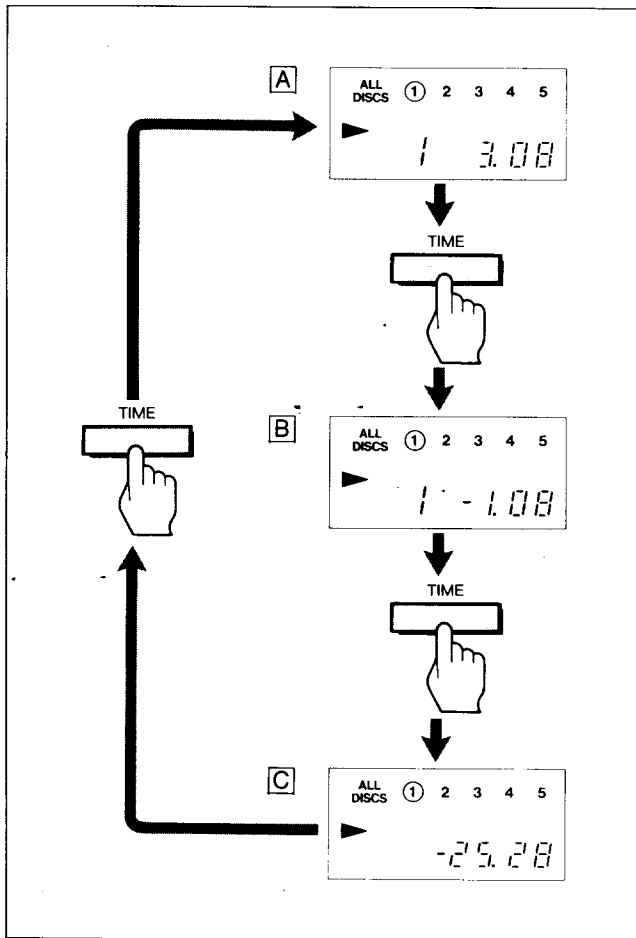 A
ALL
DISCS ① 2 3 4 5
1 3.08
TIME
TIME
B
ALL
DISCS ① 2 3 4 5
1 -1.08
TIME
C
ALL
DISCS ① 2 3 4 5
-25.28